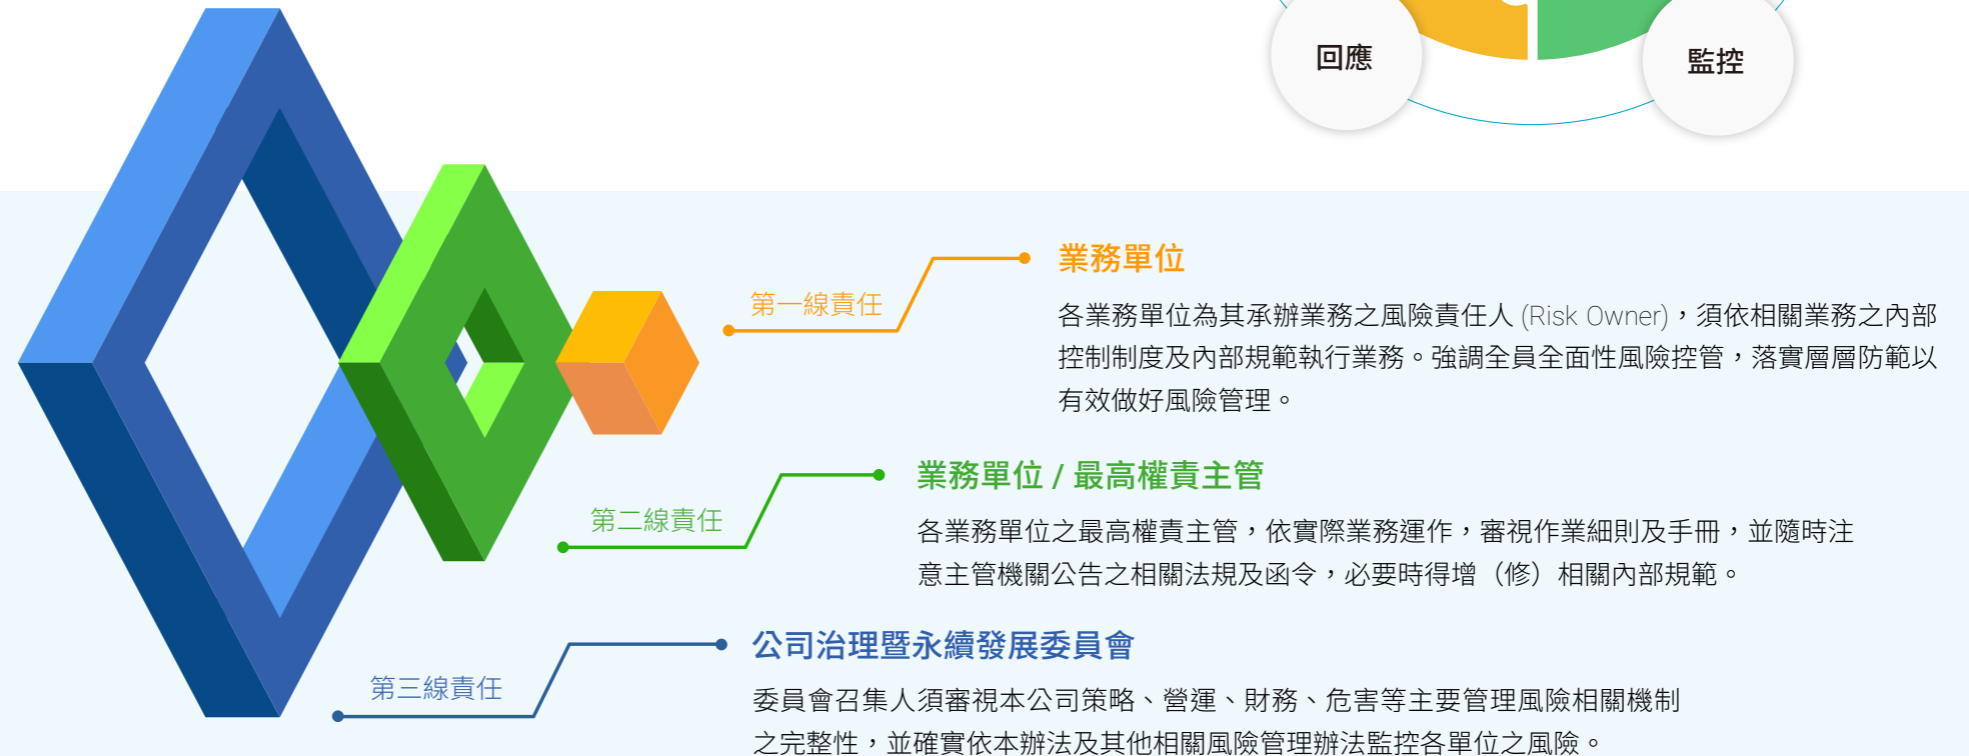 回應
監控
第一線責任
業務單位
各業務單位為其承辦業務之風險責任人 (Risk Owner)，須依相關業務之內部
控制制度及內部規範執行業務。強調全員全面性風險控管，落實層層防範以
有效做好風險管理。
第二線責任
業務單位 / 最高權責主管
各業務單位之最高權責主管，依實際業務運作，審視作業細則及手冊，並隨時注
意主管機關公告之相關法規及函令，必要時得增（修）相關內部規範。
第三線責任
公司治理暨永續發展委員會
委員會召集人須審視本公司策略、營運、財務、危害等主要管理風險相關機制
之完整性，並確實依本辦法及其他相關風險管理辦法監控各單位之風險。